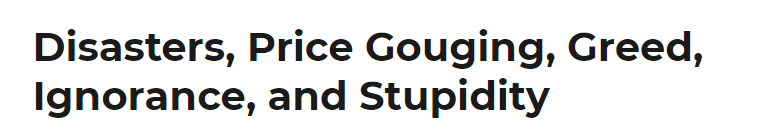 Disasters, Price Gouging, Greed,
Ignorance, and Stupidity